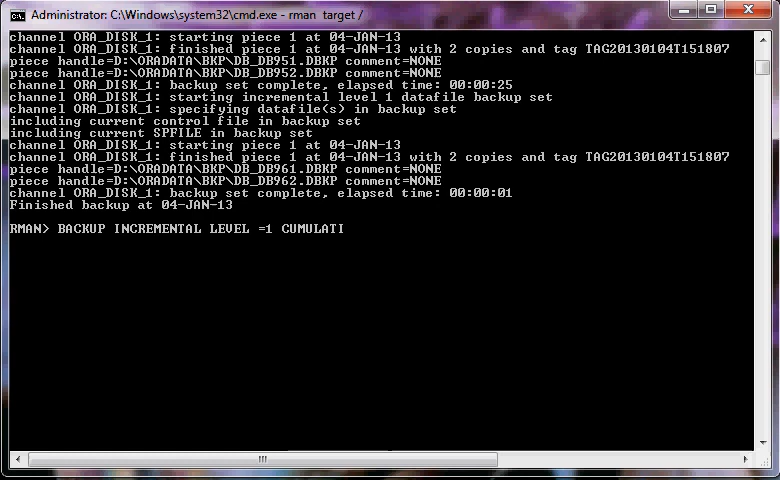 Administrator: C:\Windows\system32\cmd.exe - rman target /
channel ORA_DISK_1: starting piece 1 at 04-JAN-13
channel ORA_DISK_1: finished piece 1 at 04-JAN-13 with 2 copies and tag TAG20130104T151807
piece handle=D:\ORADATA\BKP\DB_DB951.DBKP comment=NONE
piece handle=D:\ORADATA\BKP\DB_DB952.DBKP comment=NONE
channel ORA_DISK_1: backup set complete, elapsed time: 00:00:25
channel ORA_DISK_1: starting incremental level 1 datafile backup set
channel ORA_DISK_1: specifying datafile(s) in backup set
including current control file in backup set
including current SPFILE in backup set
channel ORA_DISK_1: starting piece 1 at 04-JAN-13
channel ORA_DISK_1: finished piece 1 at 04-JAN-13 with 2 copies and tag TAG20130104T151807
piece handle=D:\ORADATA\BKP\DB_DB961.DBKP comment=NONE
piece handle=D:\ORADATA\BKP\DB_DB962.DBKP comment=NONE
channel ORA_DISK_1: backup set complete, elapsed time: 00:00:01
Finished backup at 04-JAN-13
RMAN> BACKUP INCREMENTAL LEVEL =1 CUMULATI